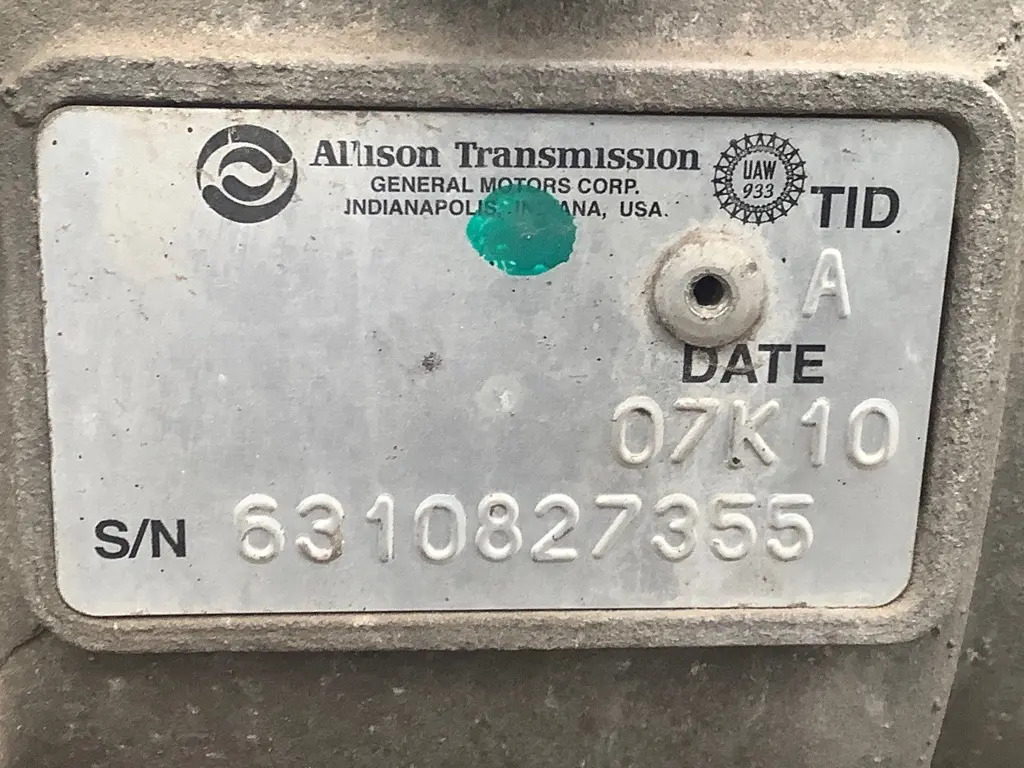 Allison Transmission
GENERAL MOTORS CORP.
INDIANAPOLIS, INDIANA, USA.
UAW
933
TID
A
DATE
07K10
S/N 6310827355